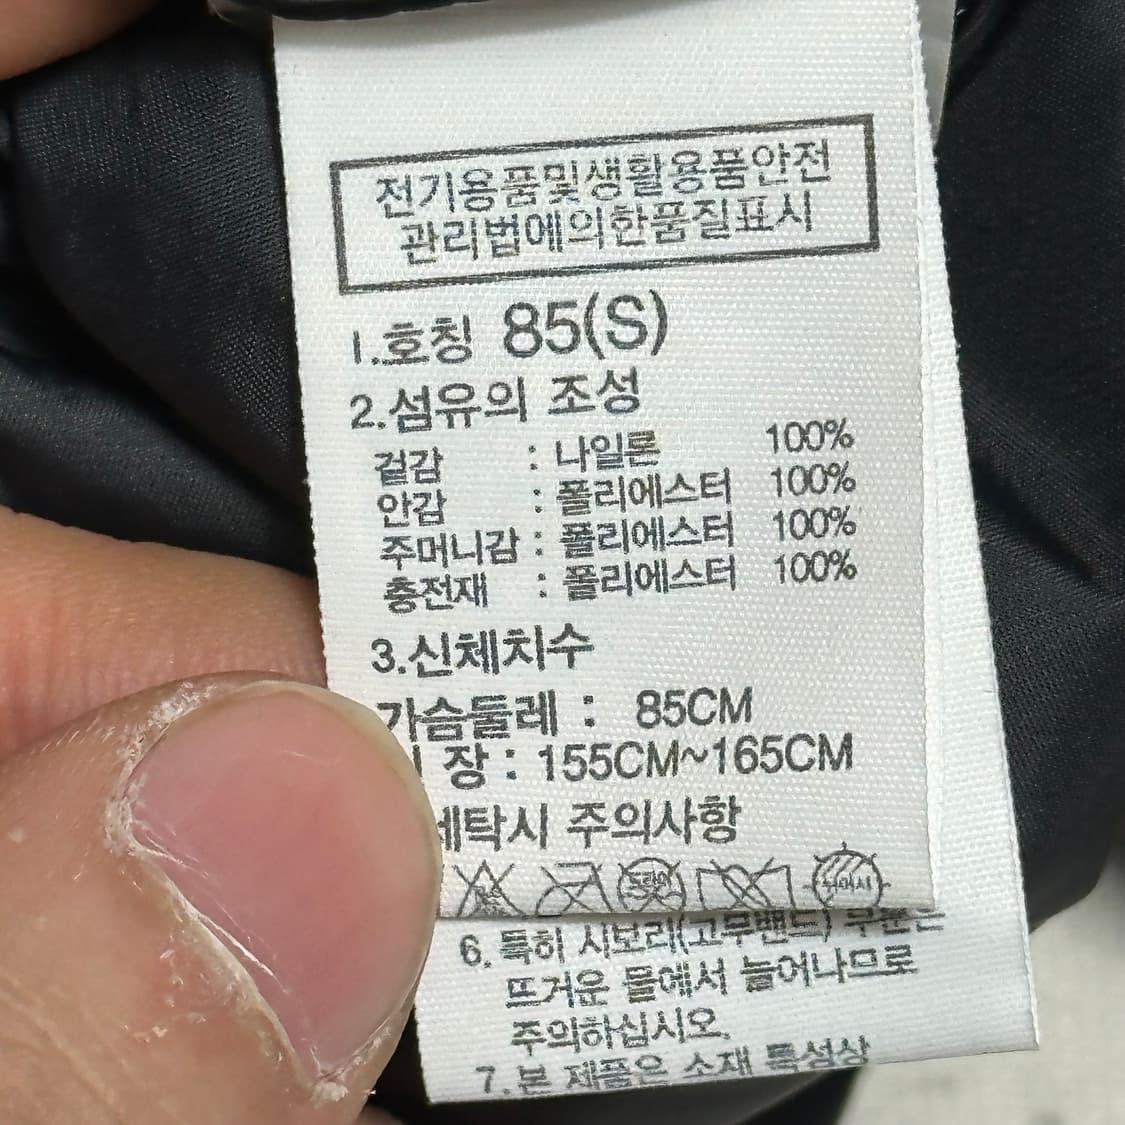 전기용품및생활용품안전
관리법에의한품질표시
1.호칭 85(S)
2.섬유의 조성
겉감 : 나일론 100%
안감 : 폴리에스터 100%
주머니감 : 폴리에스터 100%
충전재 : 폴리에스터 100%
3.신체치수
가슴둘레 : 85CM
장 : 155CM~165CM
세탁시 주의사항
6. 특히 시보리(고무밴드) 부분은
뜨거운 물에서 늘어나므로
주의하십시오.
7. 본 제품은 소재 특성상